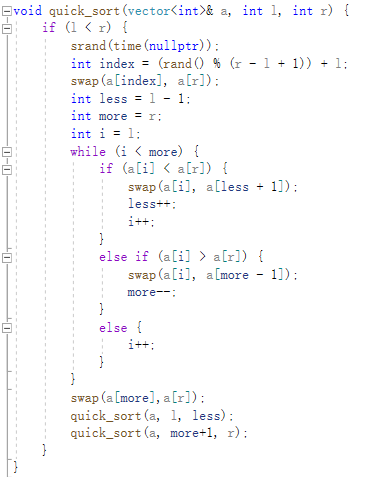 void quick_sort(vector<int>& a, int l, int r) {
    if (l < r) {
        srand(time(nullptr));
        int index = (rand() % (r - l + 1)) + l;
        swap(a[index], a[r]);
        int less = l - 1;
        int more = r;
        int i = l;
        while (i < more) {
            if (a[i] < a[r]) {
                swap(a[i], a[less + 1]);
                less++;
                i++;
            }
            else if (a[i] > a[r]) {
                swap(a[i], a[more - 1]);
                more--;
            }
            else {
                i++;
            }
        }
        swap(a[more],a[r]);
        quick_sort(a, l, less);
        quick_sort(a, more+1, r);
    }
}